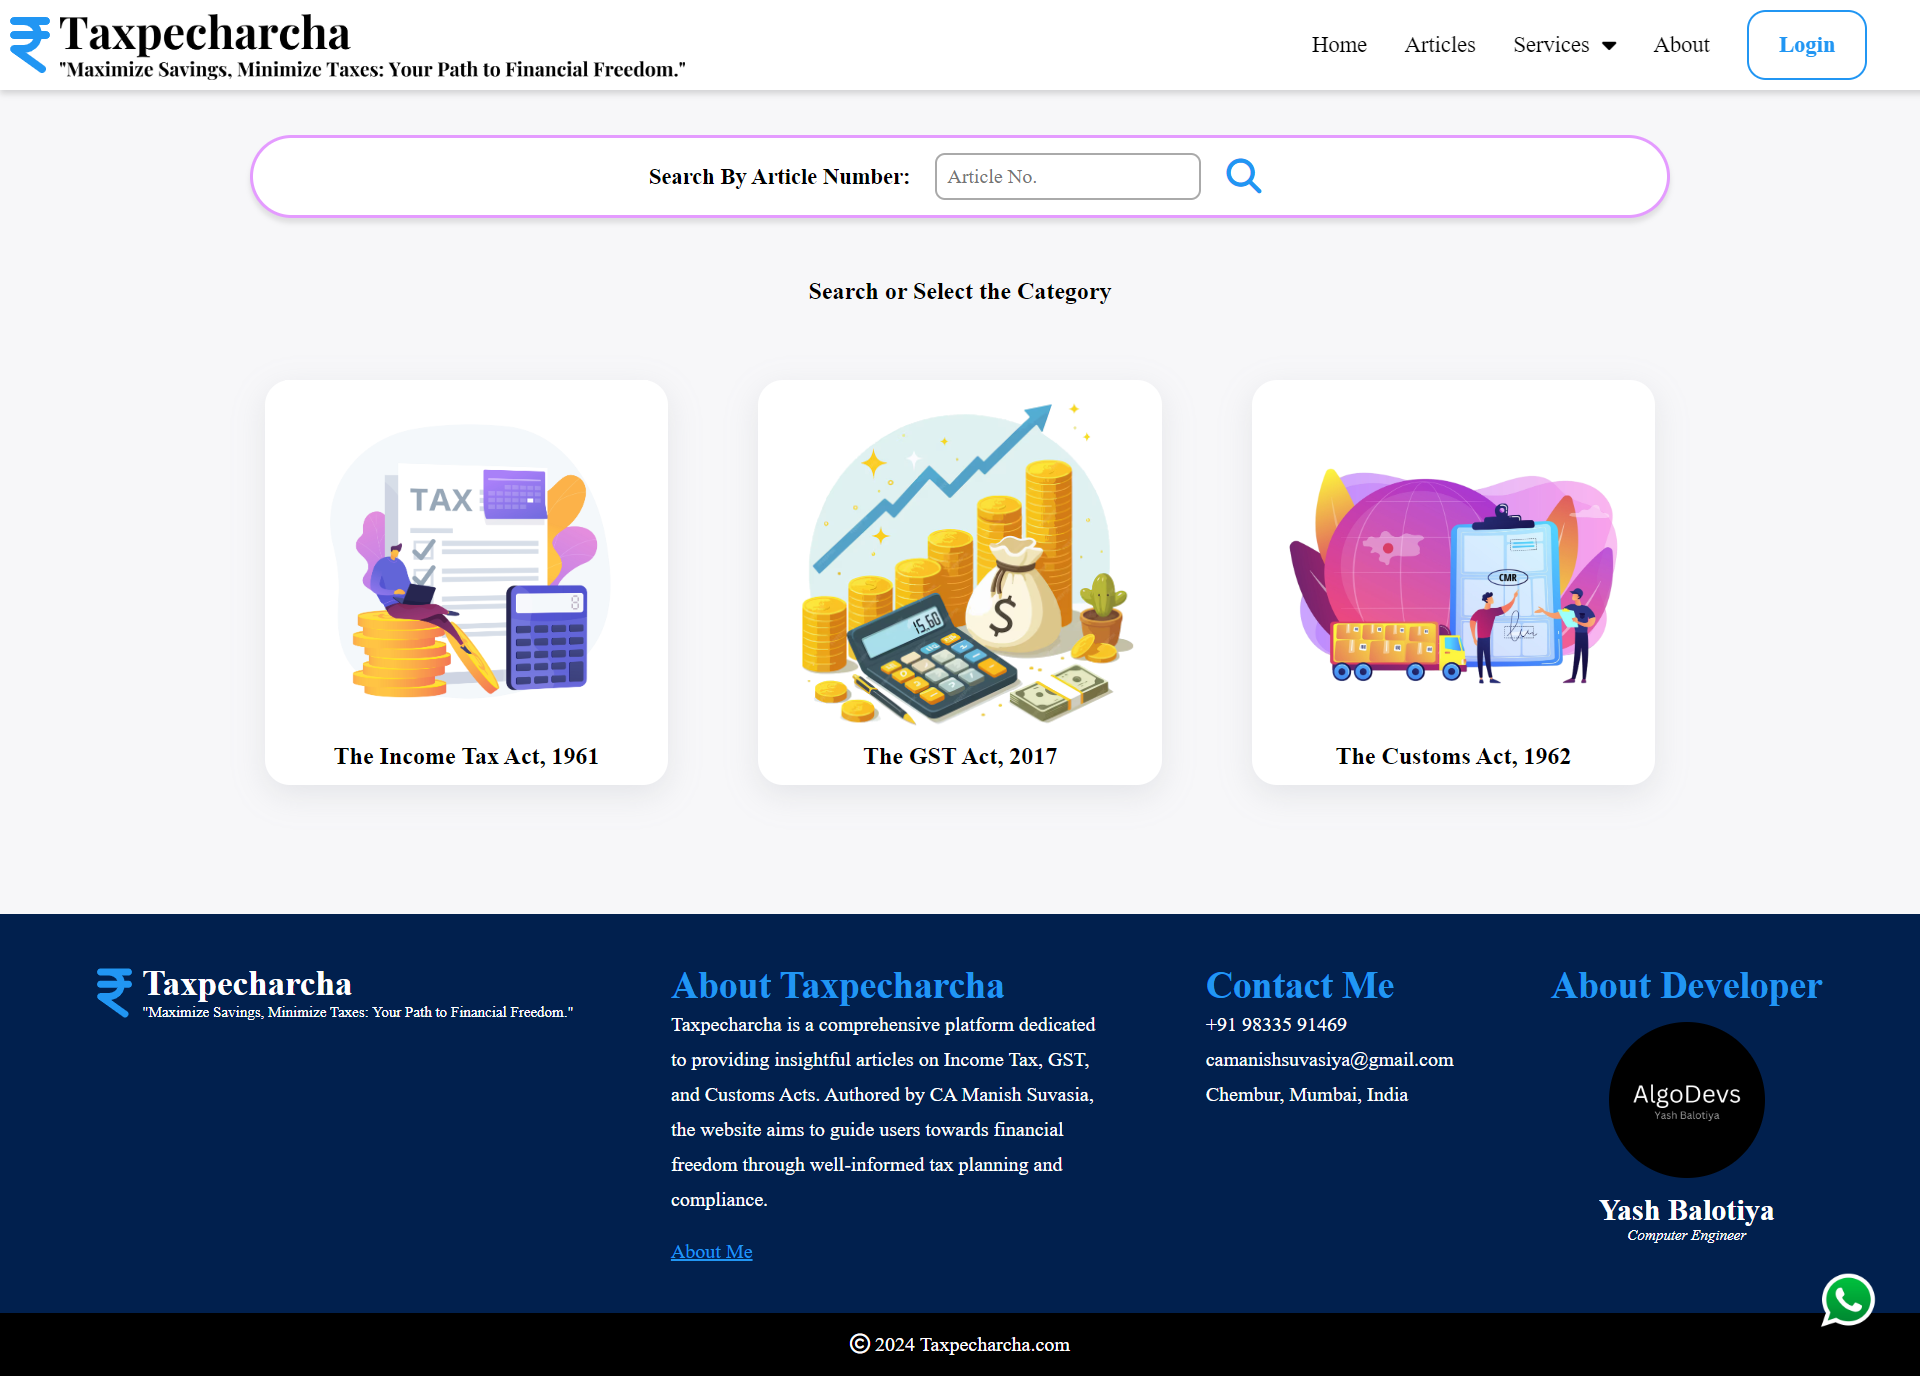 Taxpecharcha
"Maximize Savings, Minimize Taxes: Your Path to Financial Freedom."
Home Articles Services About Login
Search By Article Number: Article No.
Search or Select the Category
TAX
8
15.60
$
CMR
The Income Tax Act, 1961
The GST Act, 2017
The Customs Act, 1962
Taxpecharcha
"Maximize Savings, Minimize Taxes: Your Path to Financial Freedom."
About Taxpecharcha
Taxpecharcha is a comprehensive platform dedicated
to providing insightful articles on Income Tax, GST,
and Customs Acts. Authored by CA Manish Suvasia,
the website aims to guide users towards financial
freedom through well-informed tax planning and
compliance.
About Me
Contact Me
+91 98335 91469
camanishsuvasiya@gmail.com
Chembur, Mumbai, India
About Developer
AlgoDevs
Yash Balotiya
Yash Balotiya
Computer Engineer
© 2024 Taxpecharcha.com